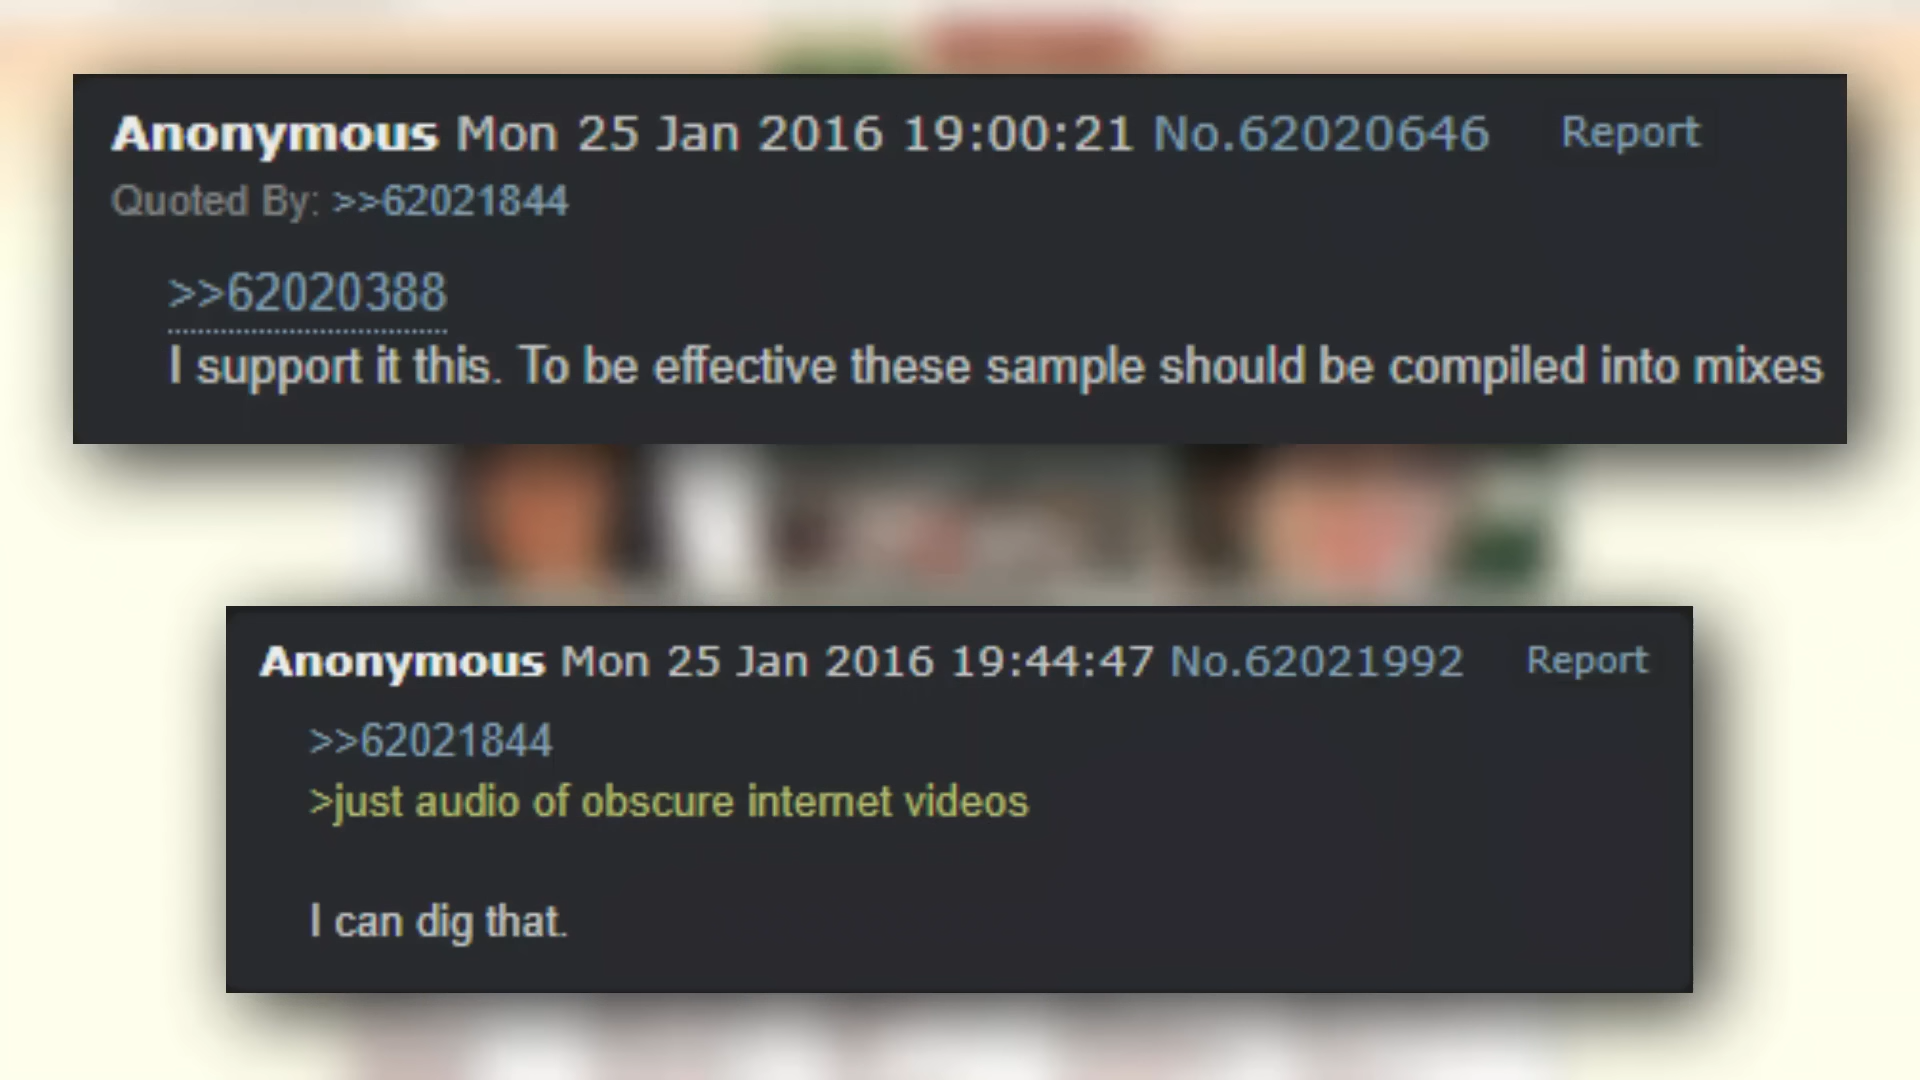 Anonymous Mon 25 Jan 2016 19:00:21 No.62020646 Report
Quoted By: >>62021844
>>62020388
I support it this. To be effective these sample should be compiled into mixes
Anonymous Mon 25 Jan 2016 19:44:47 No.62021992 Report
>>62021844
>just audio of obscure internet videos
I can dig that.